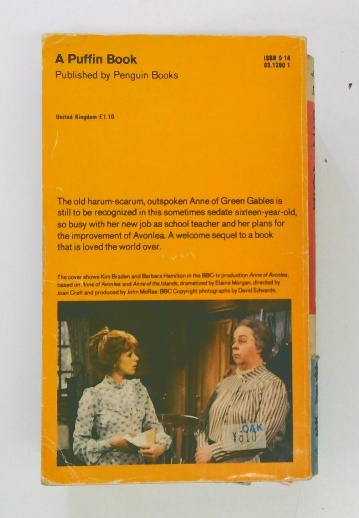 A Puffin Book
Published by Penguin Books
ISBN 0 14
03.1260 1
United Kingdom £1.10
The old harum-scarum, outspoken Anne of Green Gables is
still to be recognized in this sometimes sedate sixteen-year-old,
so busy with her new job as school teacher and her plans for
the improvement of Avonlea. A welcome sequel to a book
that is loved the world over.
The cover shows Kim Braden and Barbara Hamilton in the BBC-tv production Anne of Avonlea,
based on Anne of Avonlea and Anne of the Islands, dramatized by Elaine Morgan, directed by
Joan Craft and produced by John McRae. BBC Copyright photographs by David Edwards.
OAK